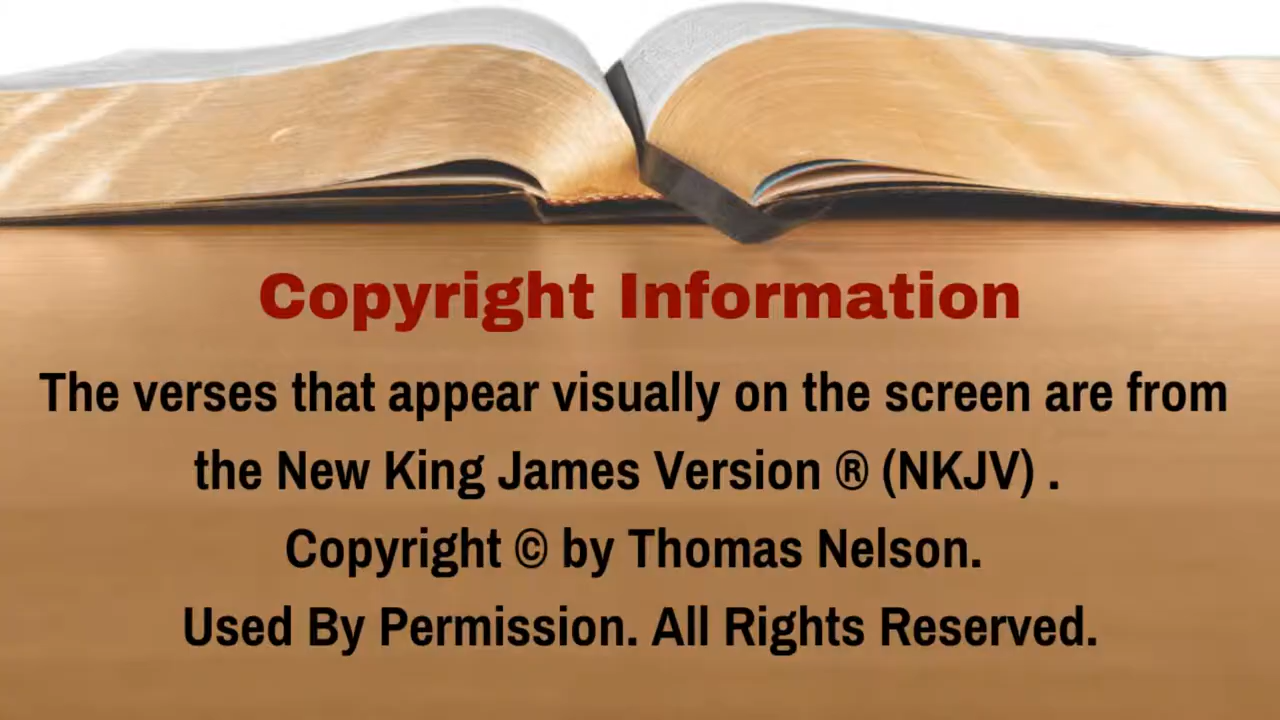 Copyright Information
The verses that appear visually on the screen are from
the New King James Version ® (NKJV) .
Copyright © by Thomas Nelson.
Used By Permission. All Rights Reserved.